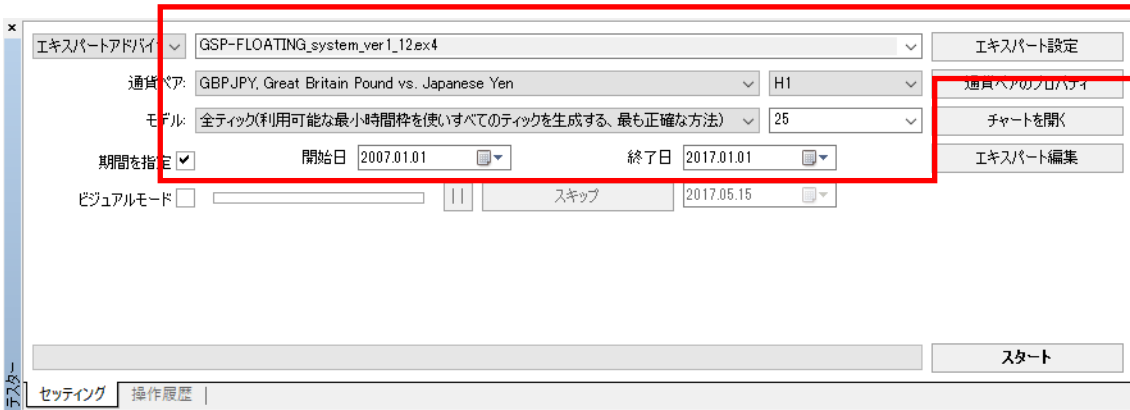 ×
エキスパートアドバイ GSP-FLOATING_system_ver1_12.ex4 エキスパート設定
通貨ペア: GBPJPY, Great Britain Pound vs. Japanese Yen H1 通貨ペアのプロパティ
モデル: 全ティック(利用可能な最小時間枠を使いすべてのティックを生成する、最も正確な方法) 25 チャートを開く
期間を指定 開始日 2007.01.01 終了日 2017.01.01 エキスパート編集
ビジュアルモード スキップ 2017.05.15
スタート
テスター
セッティング 操作履歴